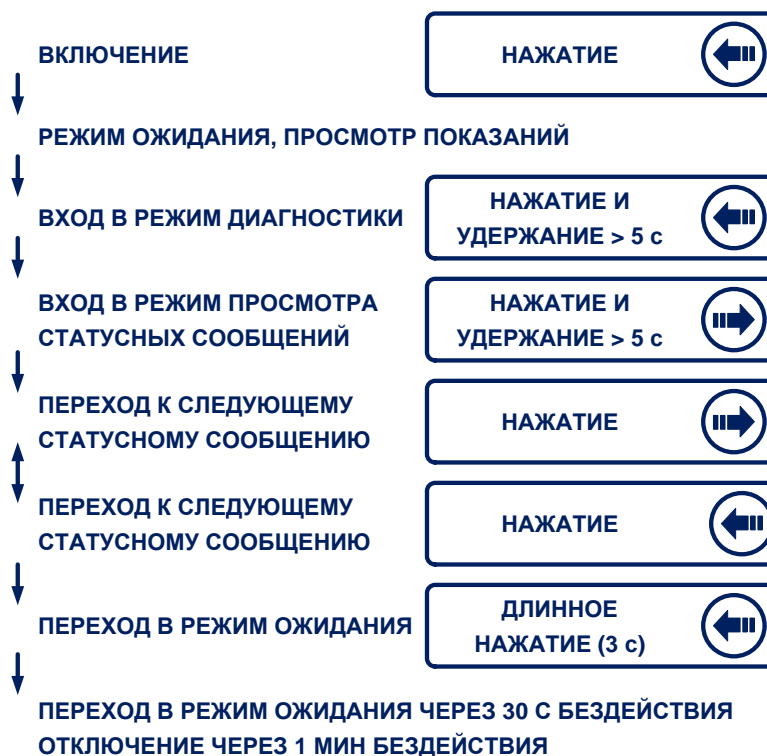 ВКЛЮЧЕНИЕ
НАЖАТИЕ
РЕЖИМ ОЖИДАНИЯ, ПРОСМОТР ПОКАЗАНИЙ
ВХОД В РЕЖИМ ДИАГНОСТИКИ
НАЖАТИЕ И
УДЕРЖАНИЕ > 5 с
ВХОД В РЕЖИМ ПРОСМОТРА
СТАТУСНЫХ СООБЩЕНИЙ
НАЖАТИЕ И
УДЕРЖАНИЕ > 5 с
ПЕРЕХОД К СЛЕДУЮЩЕМУ
СТАТУСНОМУ СООБЩЕНИЮ
НАЖАТИЕ
ПЕРЕХОД К СЛЕДУЮЩЕМУ
СТАТУСНОМУ СООБЩЕНИЮ
НАЖАТИЕ
ПЕРЕХОД В РЕЖИМ ОЖИДАНИЯ
ДЛИННОЕ
НАЖАТИЕ (3 с)
ПЕРЕХОД В РЕЖИМ ОЖИДАНИЯ ЧЕРЕЗ 30 С БЕЗДЕЙСТВИЯ
ОТКЛЮЧЕНИЕ ЧЕРЕЗ 1 МИН БЕЗДЕЙСТВИЯ